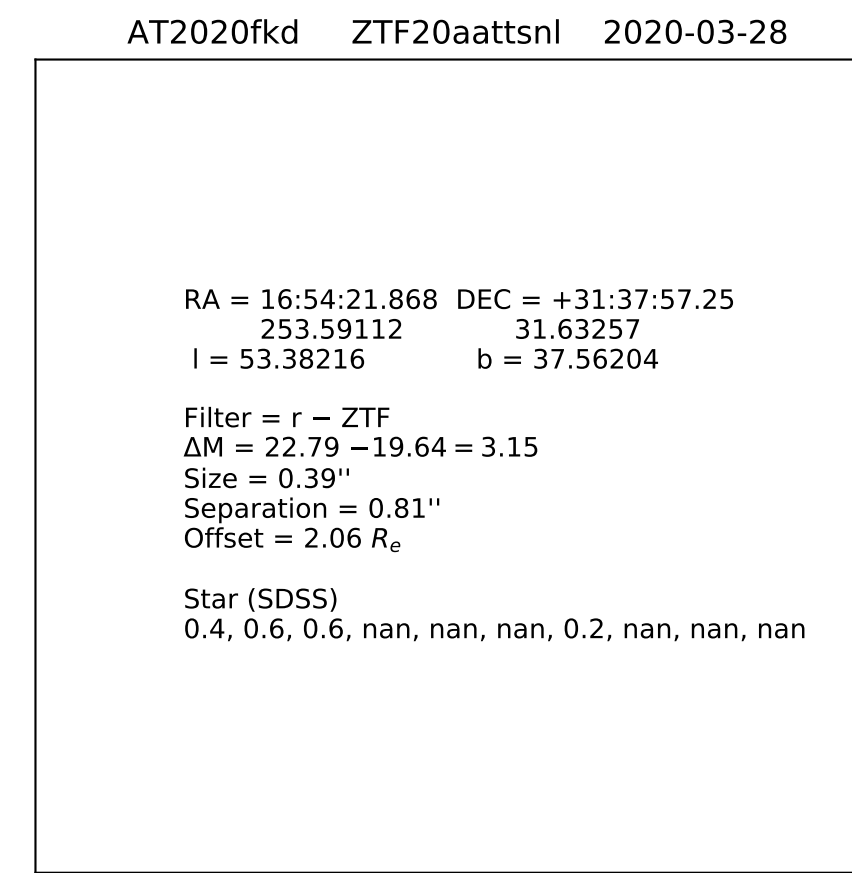 AT2020fkd ZTF20aattsnl 2020-03-28
RA = 16:54:21.868 DEC = +31:37:57.25
253.59112 31.63257
l = 53.38216 b = 37.56204
Filter = r − ZTF
ΔM = 22.79 −19.64 = 3.15
Size = 0.39''
Separation = 0.81''
Offset = 2.06 Rₑ
Star (SDSS)
0.4, 0.6, 0.6, nan, nan, nan, 0.2, nan, nan, nan